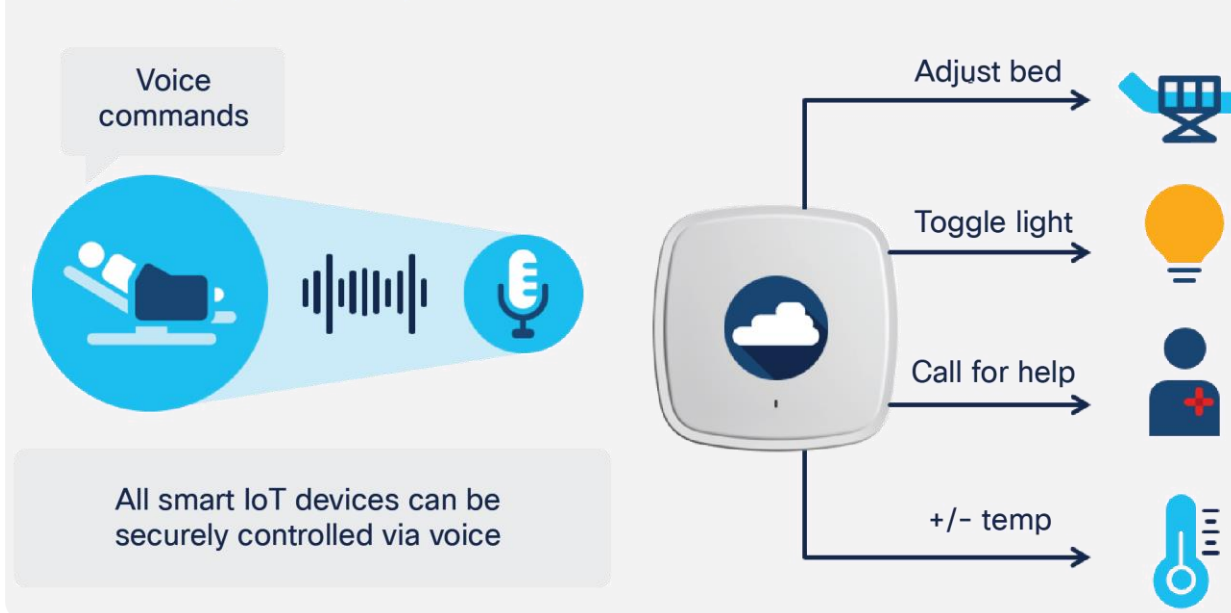 Voice
commands
Adjust bed
Toggle light
Call for help
+/- temp
All smart IoT devices can be
securely controlled via voice